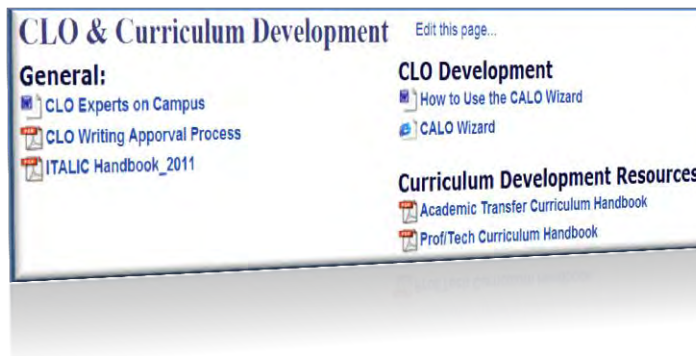 CLO & Curriculum Development
Edit this page...
General:
CLO Experts on Campus
CLO Writing Apporval Process
ITALIC Handbook_2011
CLO Development
How to Use the CALO Wizard
CALO Wizard
Curriculum Development Resources
Academic Transfer Curriculum Handbook
Prof/Tech Curriculum Handbook